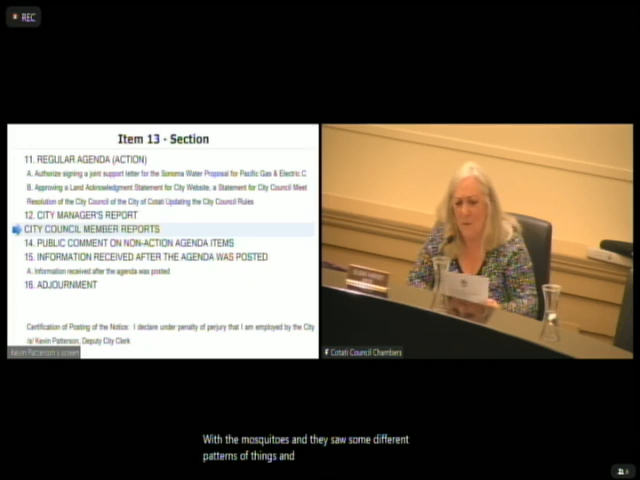 REC
Item 13 - Section
11. REGULAR AGENDA (ACTION)
A. Authorize signing a joint support letter for the Sonoma Water Proposal for Pacific Gas & Electric C
B. Approving a Land Acknowledgment Statement for City Website, a Statement for City Council Meet
Resolution of the City Council of the City of Cotati Updating the City Council Rules
12. CITY MANAGER'S REPORT
CITY COUNCIL MEMBER REPORTS
14. PUBLIC COMMENT ON NON-ACTION AGENDA ITEMS
15. INFORMATION RECEIVED AFTER THE AGENDA WAS POSTED
A. Information received after the agenda was posted
16. ADJOURNMENT
Certification of Posting of the Notice: I declare under penalty of perjury that I am employed by the City
/s/ Kevin Patterson, Deputy City Clerk
Kevin Patterson's screen
Cotati Council Chambers
With the mosquitoes and they saw some different
patterns of things and